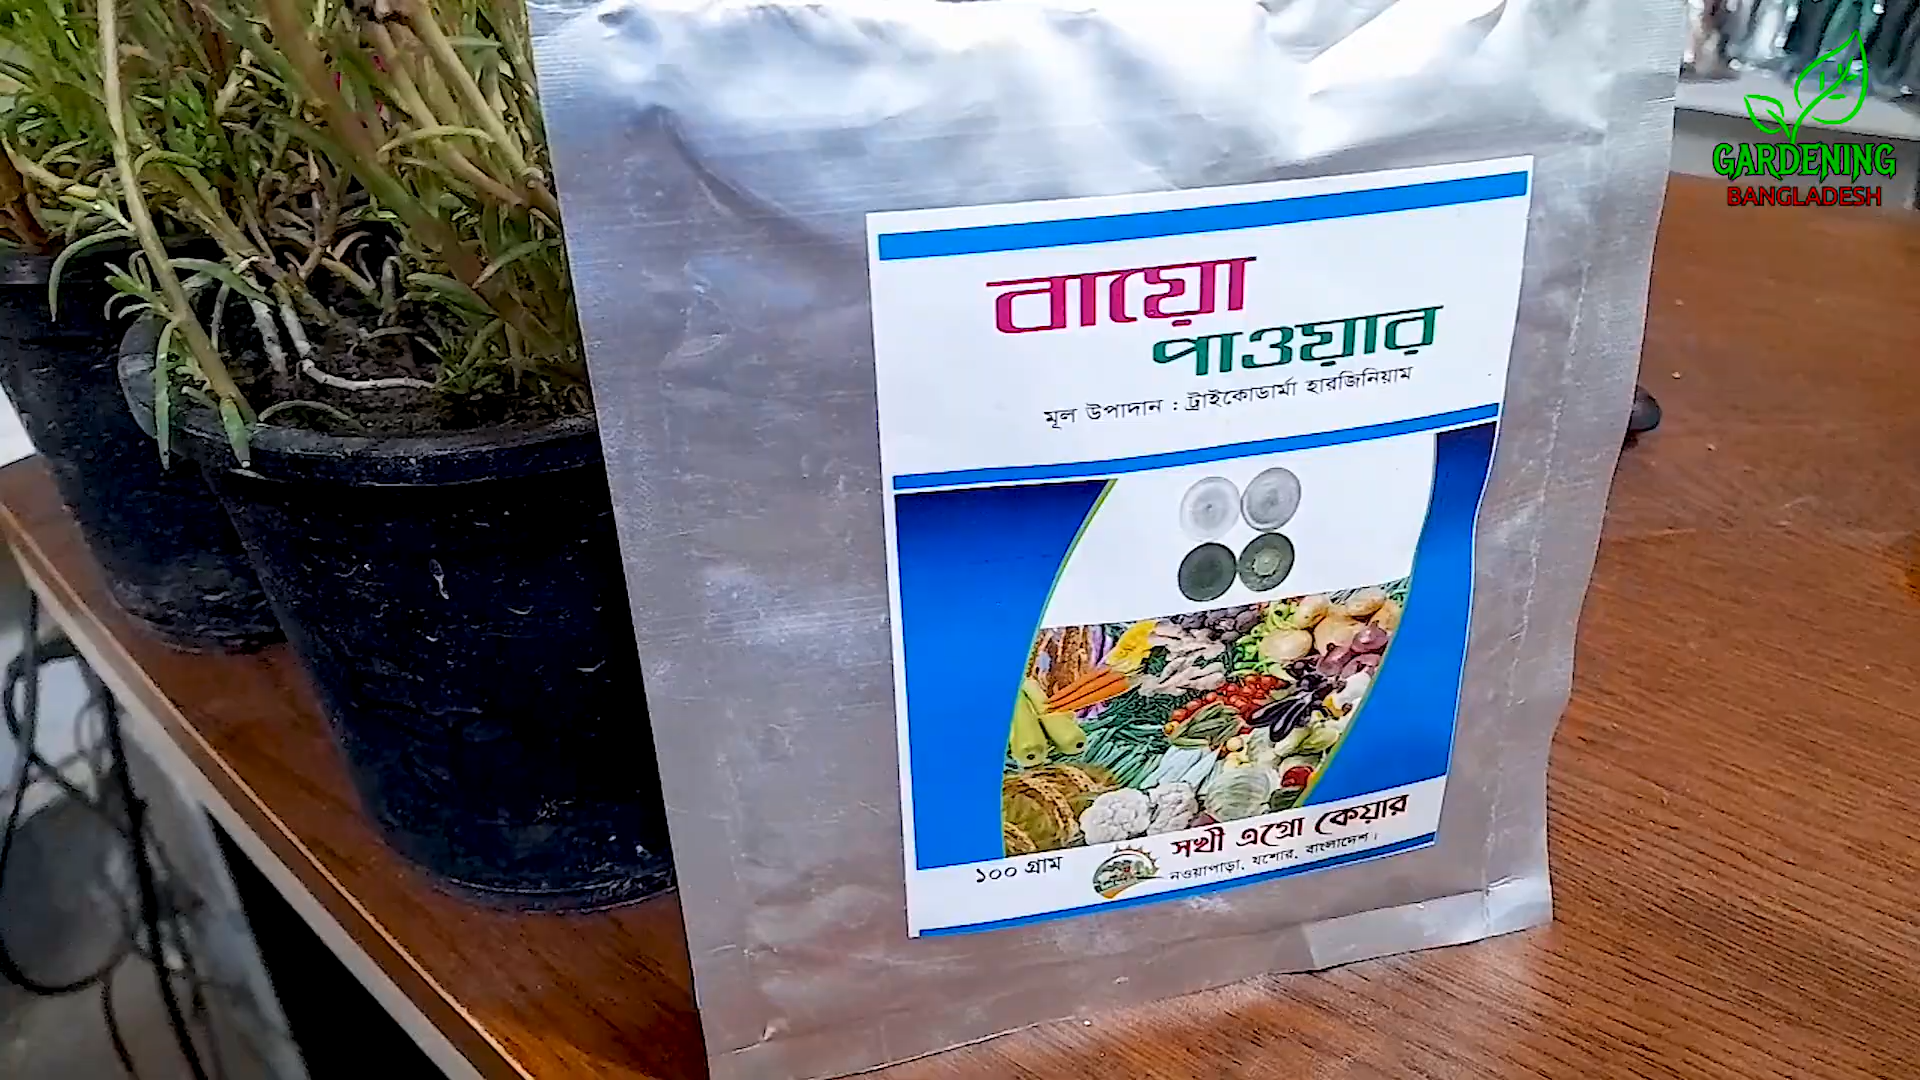 GARDENING
BANGLADESH
বায়ো
পাওয়ার
মূল উপাদান : ট্রাইকোডার্মা হারজিনিয়াম
১০০ গ্রাম
সখী এগ্রো কেয়ার
নওয়াপাড়া, যশোর, বাংলাদেশ।